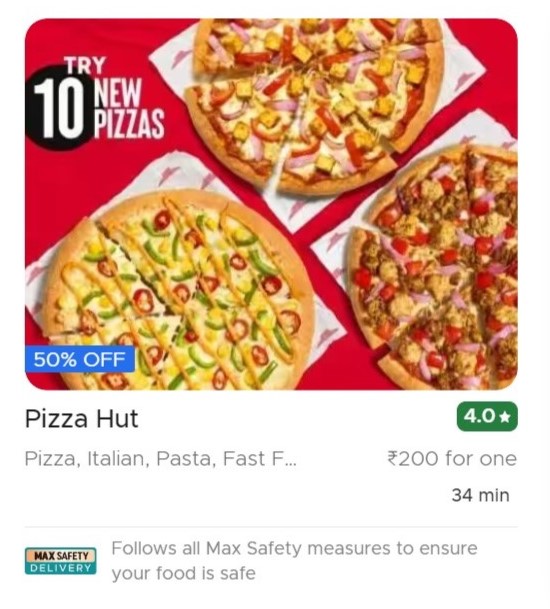 TRY
10 NEW
PIZZAS
50% OFF
Pizza Hut
4.0★
Pizza, Italian, Pasta, Fast F...
₹200 for one
34 min
MAX SAFETY
DELIVERY
Follows all Max Safety measures to ensure
your food is safe